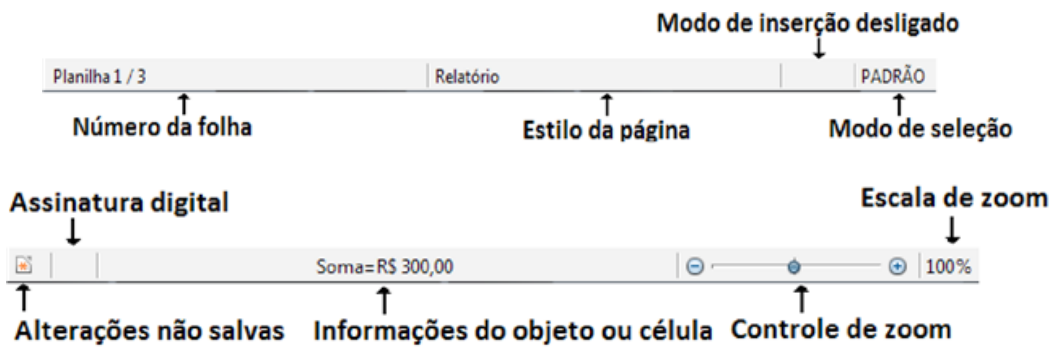 Modo de inserção desligado
Planilha 1 / 3 Relatório PADRÃO
Número da folha Estilo da página Modo de seleção
Assinatura digital Escala de zoom
Soma=R$ 300,00 100%
Alterações não salvas Informações do objeto ou célula Controle de zoom